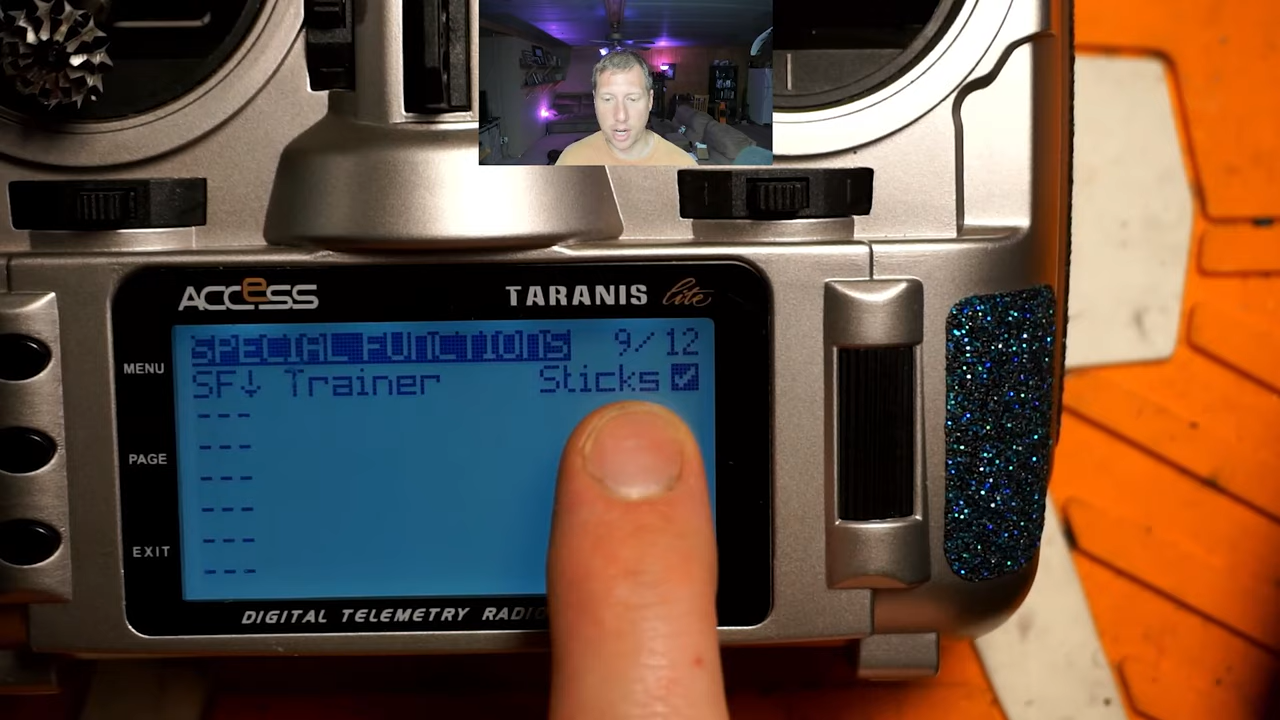 ACCeSS
TARANIS lite
SPECIAL FUNCTIONS 9/12
SF↓ Trainer Sticks
---
---
---
---
---
---
MENU
PAGE
EXIT
DIGITAL TELEMETRY RADIO